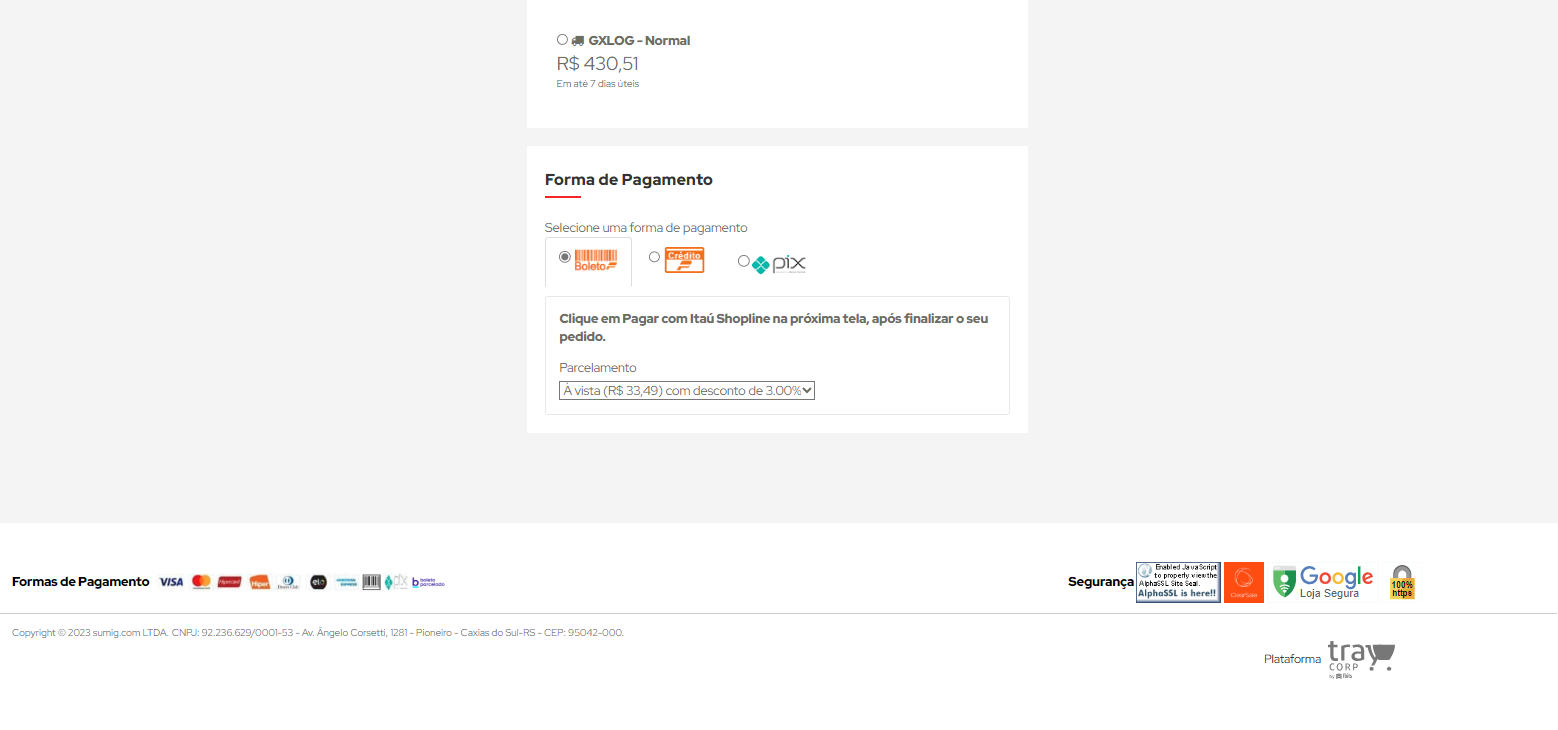 GXLOG - Normal
R$ 430,51
Em até 7 dias úteis
Forma de Pagamento
Selecione uma forma de pagamento
Boleto
Crédito
pix
Clique em Pagar com Itaú Shopline na próxima tela, após finalizar o seu
pedido.
Parcelamento
À vista (R$ 33,49) com desconto de 3.00%
Formas de Pagamento
VISA
Hipercard
Hiper
elo
pix
boleto
parcelado
Segurança
Enabled JavaScript
to properly view the
AlphaSSL Site Seal.
AlphaSSL is here!!
ClearSale
Google
Loja Segura
100%
https
Copyright © 2023 sumig.com LTDA. CNPJ: 92.236.629/0001-53 - Av. Ângelo Corsetti, 1281 - Pioneiro - Caxias do Sul-RS - CEP: 95042-000.
Plataforma
tray
CORP